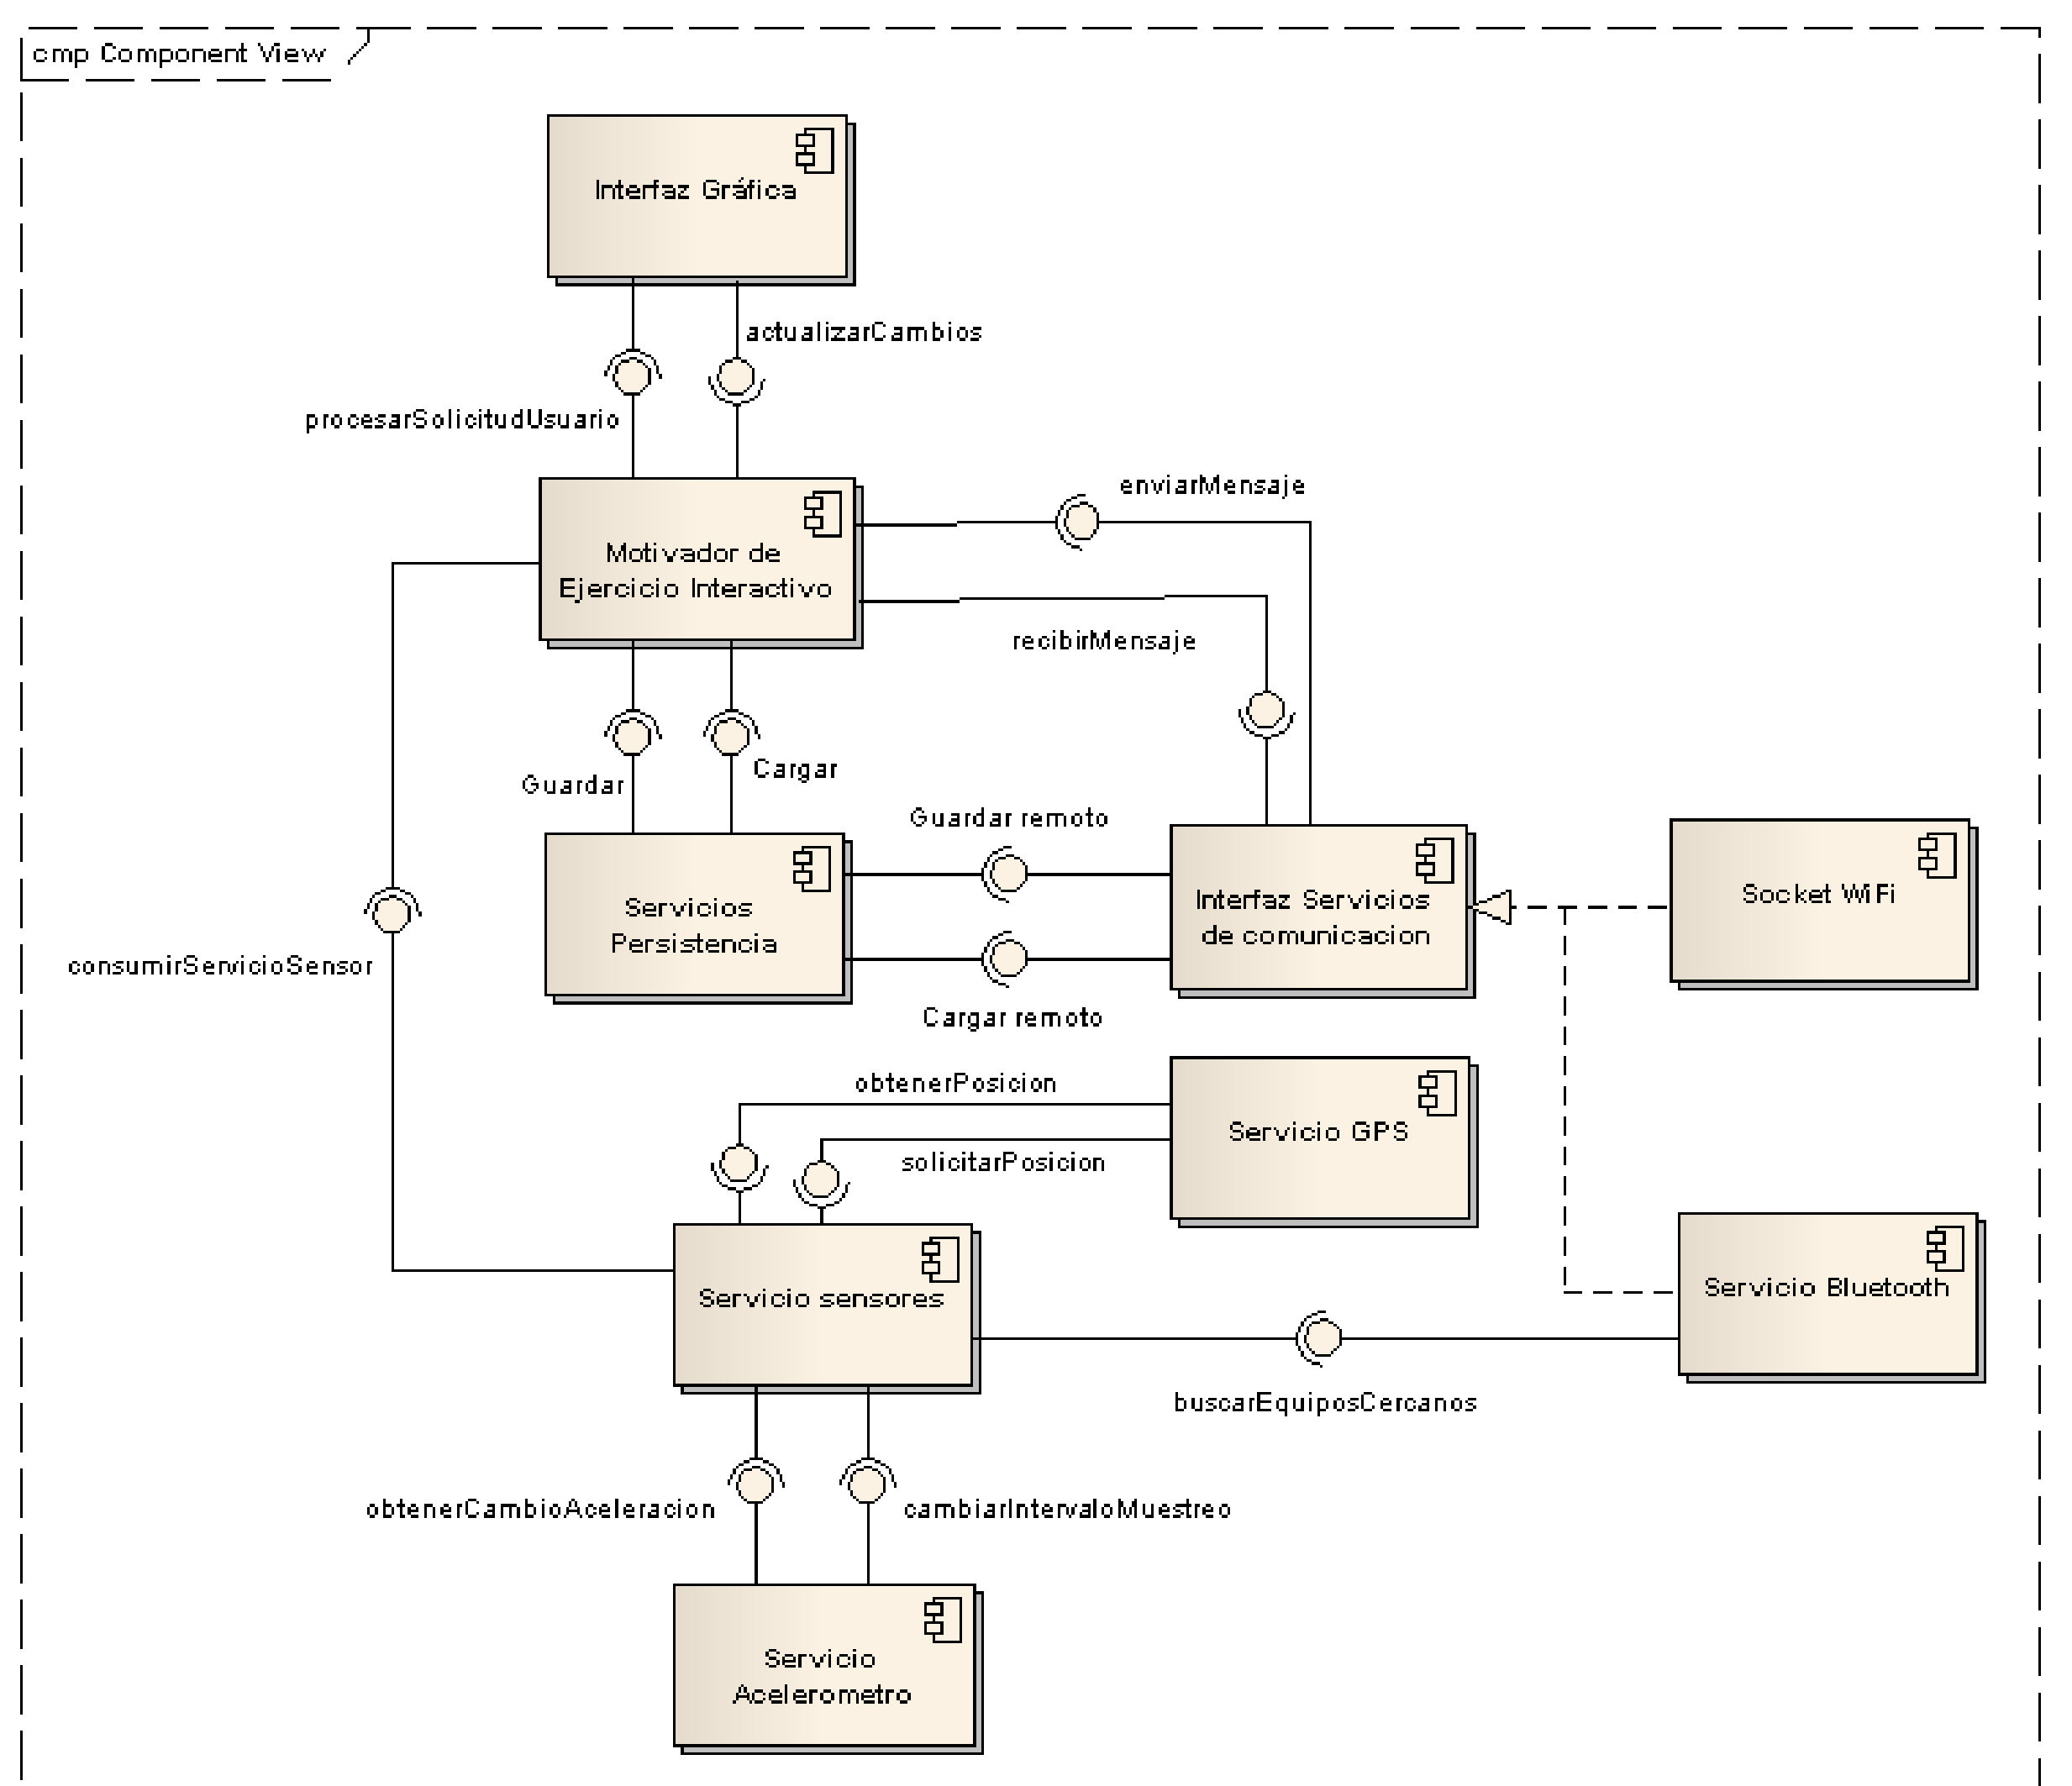 cmp Component View
Interfaz Gráfica
actualizarCambios
procesarSolicitudUsuario
enviarMensaje
Motivador de
Ejercicio Interactivo
recibirMensaje
Cargar
Guardar
Guardar remoto
Servicios
Persistencia
Interfaz Servicios
de comunicacion
Socket WiFi
consumirServicioSensor
Cargar remoto
obtenerPosicion
Servicio GPS
solicitarPosicion
Servicio sensores
Servicio Bluetooth
buscarEquiposCercanos
obtenerCambioAceleracion
cambiarIntervaloMuestreo
Servicio
Acelerometro